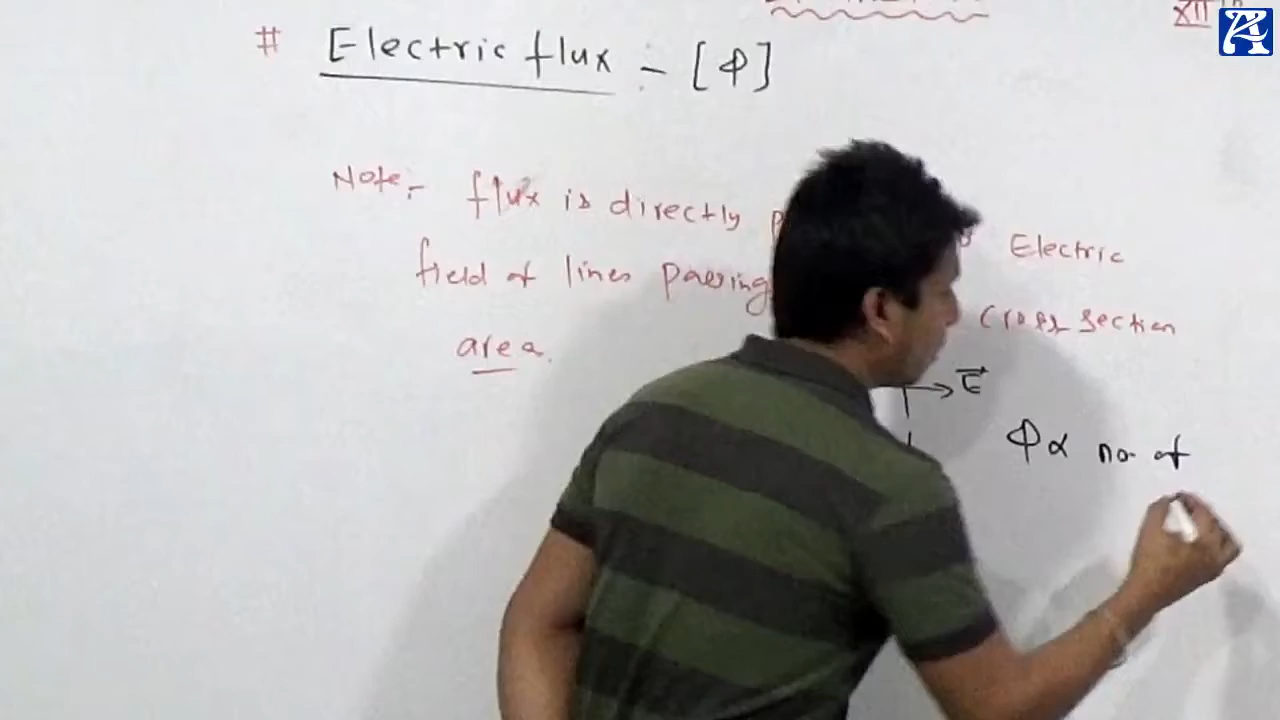 XII
# Electric flux :- [Φ]
Note:- flux is directly Electric
field of lines passing Cross section
area.
E
Φ ∝ no. of